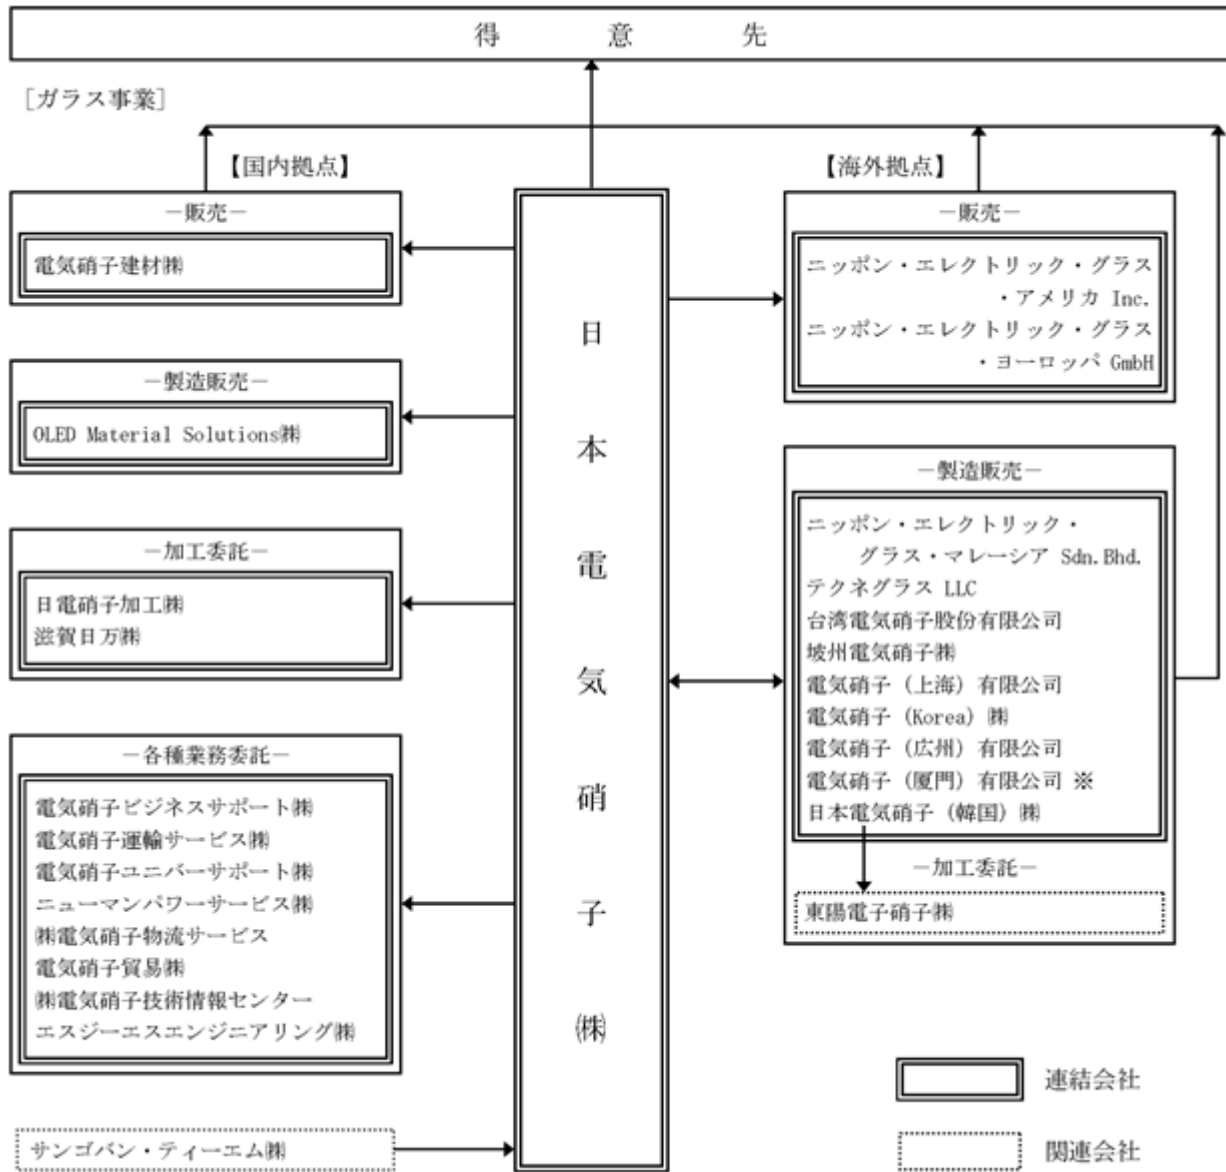 得意先
[ガラス事業]
【国内拠点】
－販売－
電気硝子建材㈱
－製造販売－
OLED Material Solutions㈱
－加工委託－
日電硝子加工㈱
滋賀日万㈱
－各種業務委託－
電気硝子ビジネスサポート㈱
電気硝子運輸サービス㈱
電気硝子ユニバーサポート㈱
ニューマンパワーサービス㈱
㈱電気硝子物流サービス
電気硝子貿易㈱
㈱電気硝子技術情報センター
エスジーエスエンジニアリング㈱
サンゴバン・ティーエム㈱
日本電気硝子㈱
【海外拠点】
－販売－
ニッポン・エレクトリック・グラス
・アメリカ Inc.
ニッポン・エレクトリック・グラス
・ヨーロッパ GmbH
－製造販売－
ニッポン・エレクトリック・
グラス・マレーシア Sdn.Bhd.
テクネグラス LLC
台湾電気硝子股份有限公司
坡州電気硝子㈱
電気硝子（上海）有限公司
電気硝子（Korea）㈱
電気硝子（広州）有限公司
電気硝子（厦門）有限公司 ※
日本電気硝子（韓国）㈱
－加工委託－
東陽電子硝子㈱
連結会社
関連会社